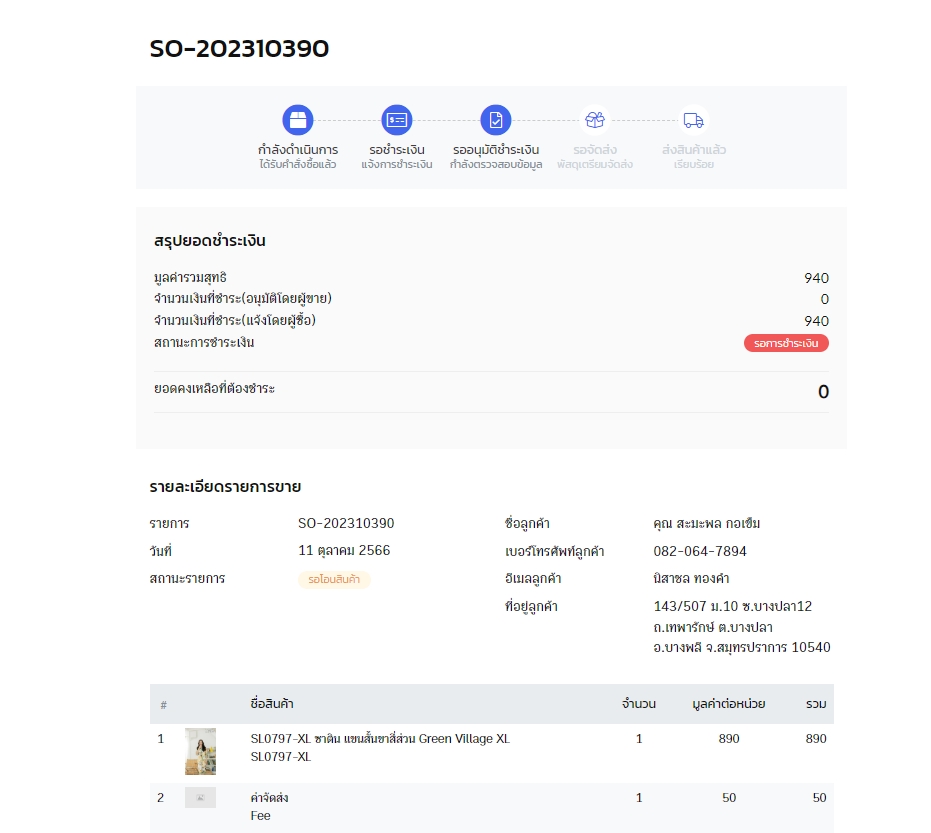 SO-202310390
กำลังดำเนินการ
ได้รับคำสั่งซื้อแล้ว
รอชำระเงิน
แจ้งการชำระเงิน
รออนุมัติชำระเงิน
กำลังตรวจสอบข้อมูล
รอจัดส่ง
พัสดุเตรียมจัดส่ง
ส่งสินค้าแล้ว
เรียบร้อย
สรุปยอดชำระเงิน
มูลค่ารวมสุทธิ 940
จำนวนเงินที่ชำระ(อนุมัติโดยผู้ขาย) 0
จำนวนเงินที่ชำระ(แจ้งโดยผู้ซื้อ) 940
สถานะการชำระเงิน รอการชำระเงิน
ยอดคงเหลือที่ต้องชำระ 0
รายละเอียดรายการขาย
รายการ SO-202310390
วันที่ 11 ตุลาคม 2566
สถานะรายการ รอโอนสินค้า
ชื่อลูกค้า คุณ สะมะพล กอเข็ม
เบอร์โทรศัพท์ลูกค้า 082-064-7894
อีเมลลูกค้า นิสาชล ทองคำ
ที่อยู่ลูกค้า 143/507 ม.10 ซ.บางปลา12
ถ.เทพารักษ์ ต.บางปลา
อ.บางพลี จ.สมุทรปราการ 10540
# ชื่อสินค้า จำนวน มูลค่าต่อหน่วย รวม
1 SL0797-XL ซาติน แขนสั้นขาสี่ส่วน Green Village XL 1 890 890
SL0797-XL
2 ค่าจัดส่ง 1 50 50
Fee